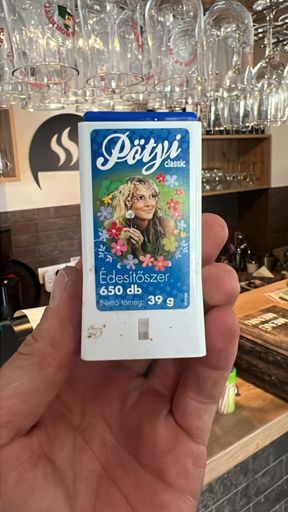 Pötyi
classic
Édesítőszer
650 db
Nettó tömeg: 39 g